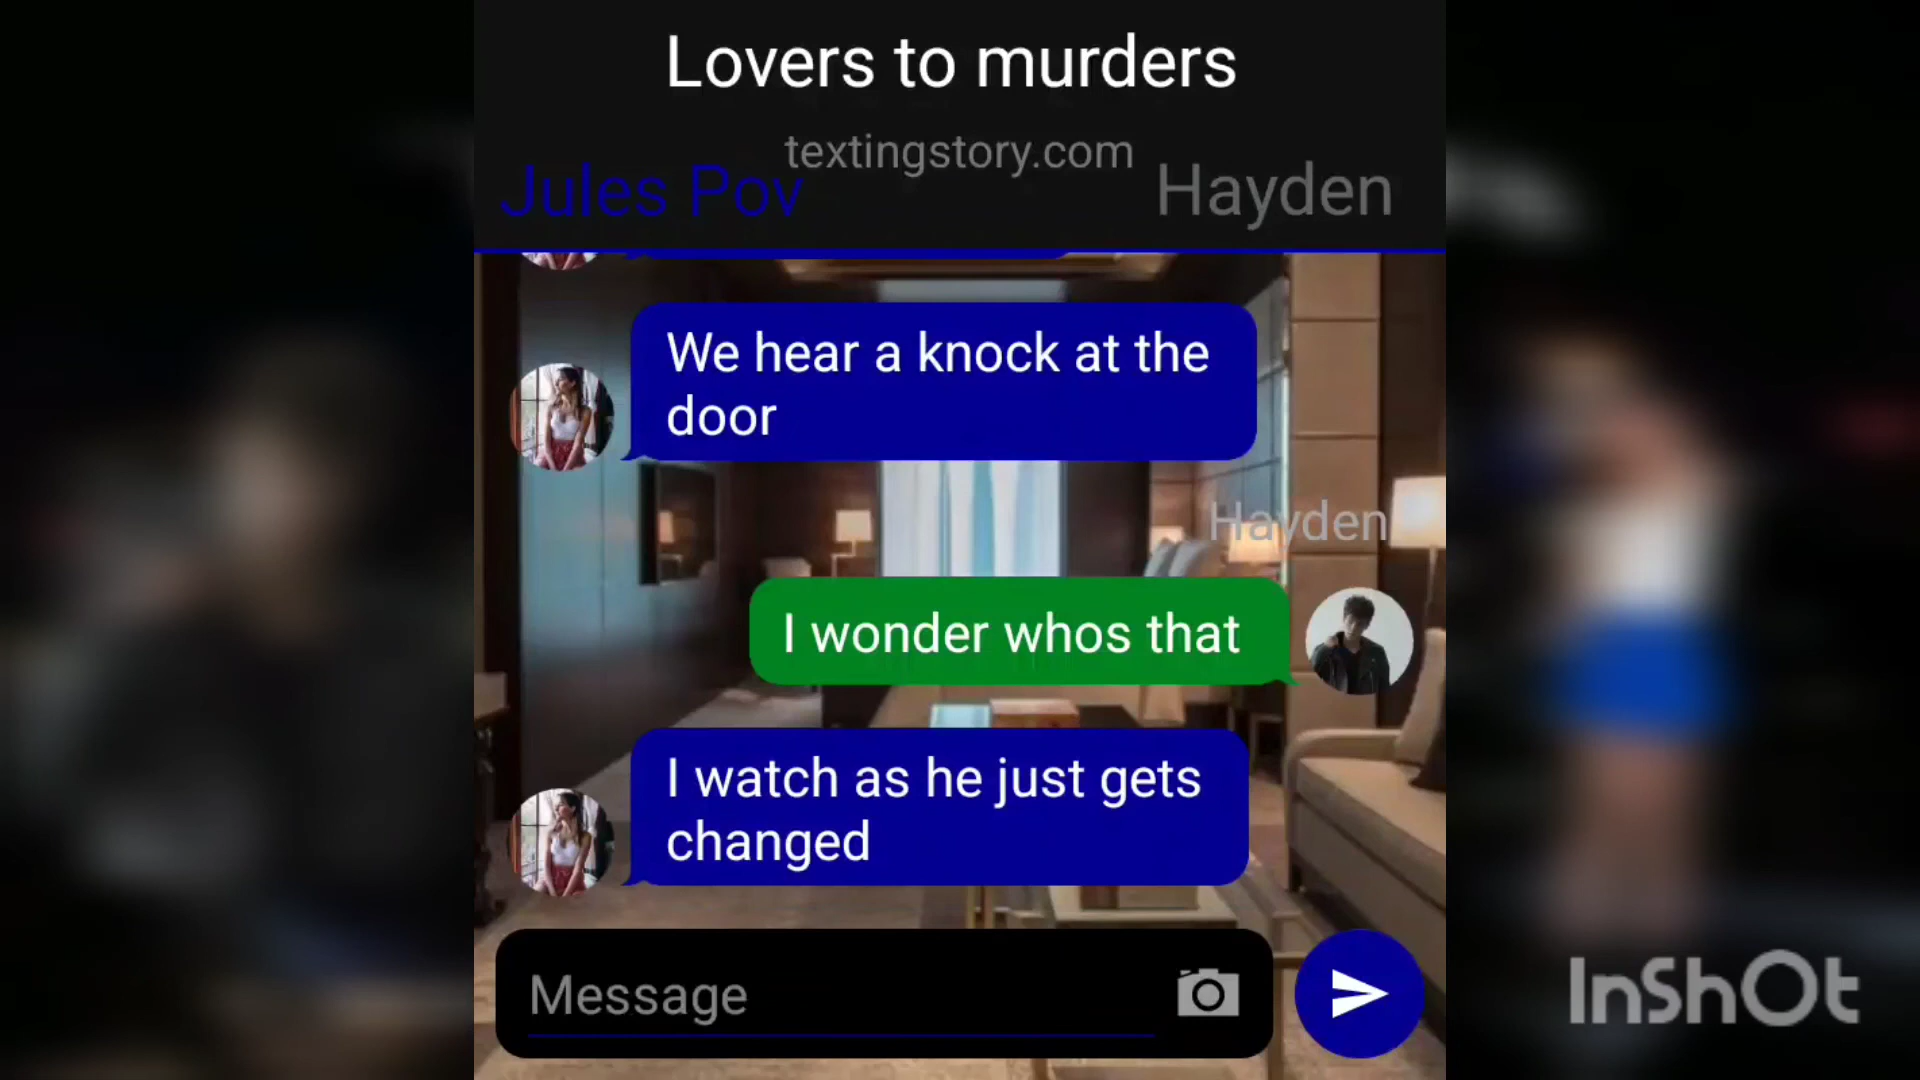 Lovers to murders
textingstory.com
Jules Pov
Hayden
We hear a knock at the
door
Hayden
I wonder whos that
I watch as he just gets
changed
Message
InShOt